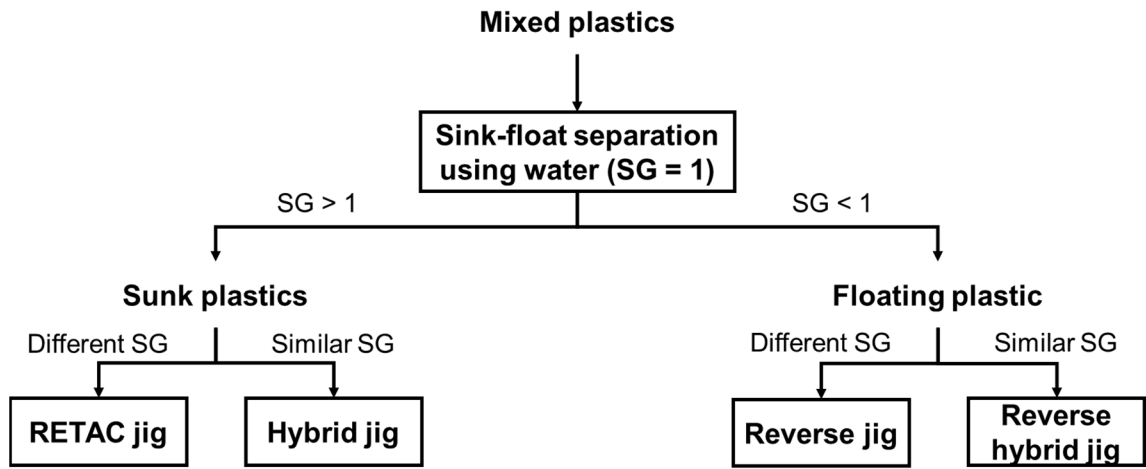 Mixed plastics
Sink-float separation
using water (SG = 1)
SG > 1
SG < 1
Sunk plastics
Floating plastic
Different SG
Similar SG
Different SG
Similar SG
RETAC jig
Hybrid jig
Reverse jig
Reverse
hybrid jig